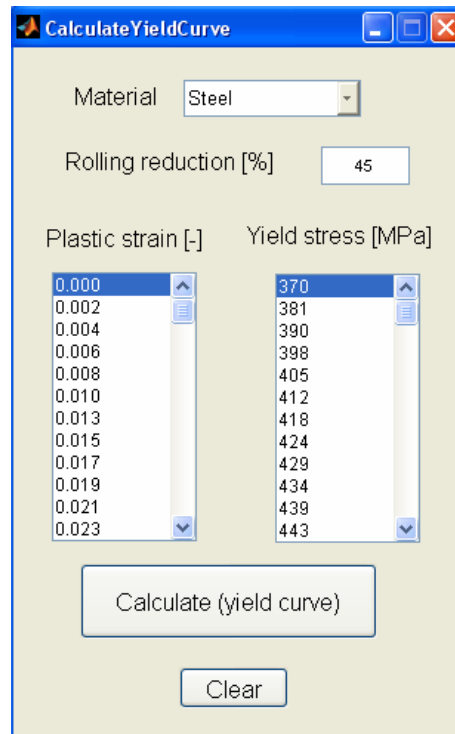 CalculateYieldCurve
Material Steel
Rolling reduction [%] 45
Plastic strain [-] Yield stress [MPa]
0.000 370
0.002 381
0.004 390
0.006 398
0.008 405
0.010 412
0.013 418
0.015 424
0.017 429
0.019 434
0.021 439
0.023 443
Calculate (yield curve)
Clear